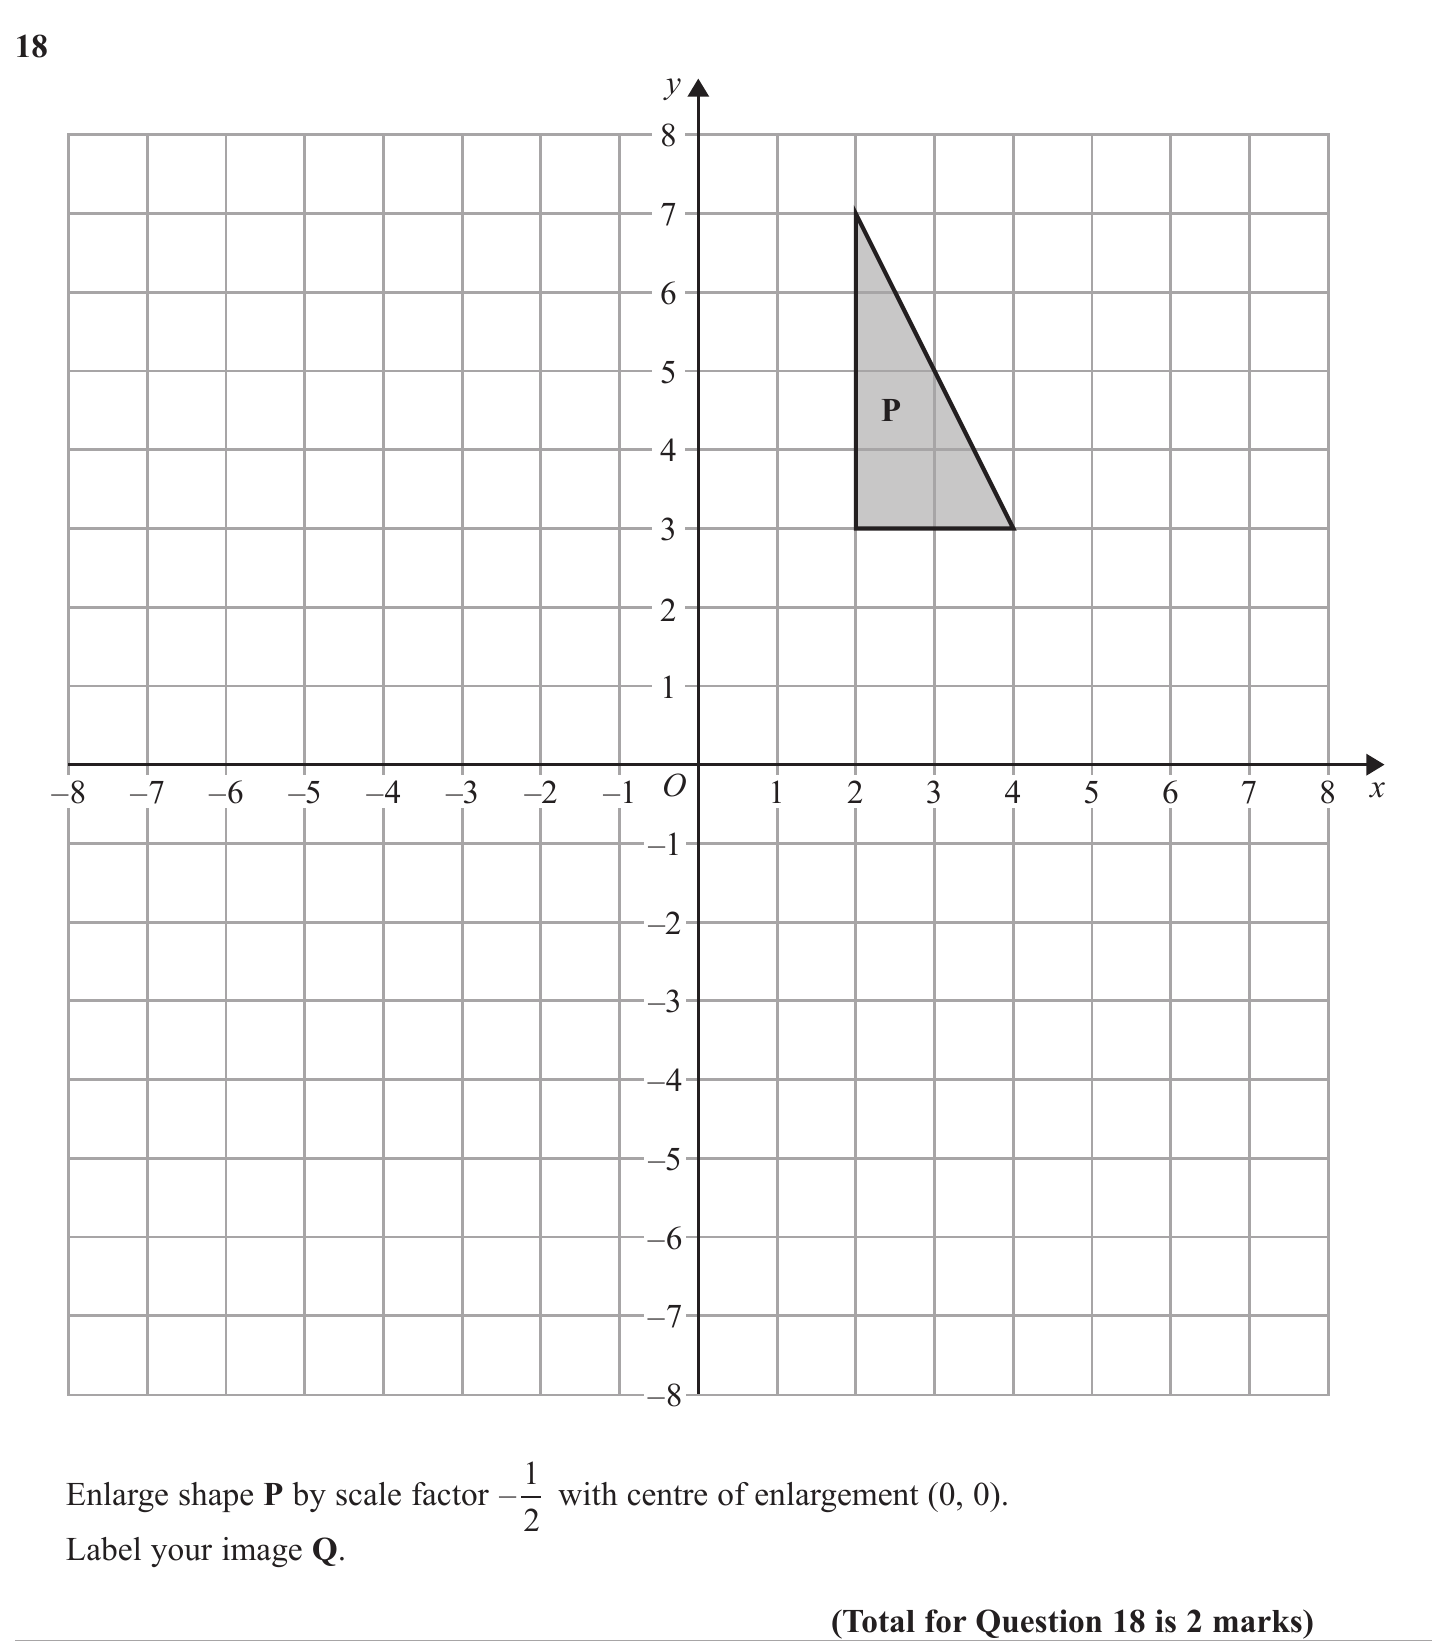 18
y
8
7
6
5
P
4
3
2
1
–8 –7 –6 –5 –4 –3 –2 –1 O 1 2 3 4 5 6 7 8 x
–1
–2
–3
–4
–5
–6
–7
–8
Enlarge shape P by scale factor –1/2 with centre of enlargement (0, 0).
Label your image Q.
(Total for Question 18 is 2 marks)